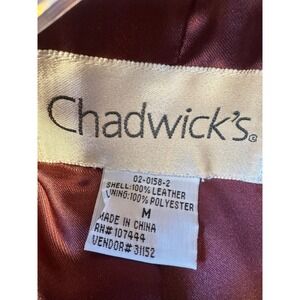 Chadwick's®
02-0158-2
SHELL:100% LEATHER
LINING:100% POLYESTER
M
MADE IN CHINA
RN# 107444
VENDOR# 31152